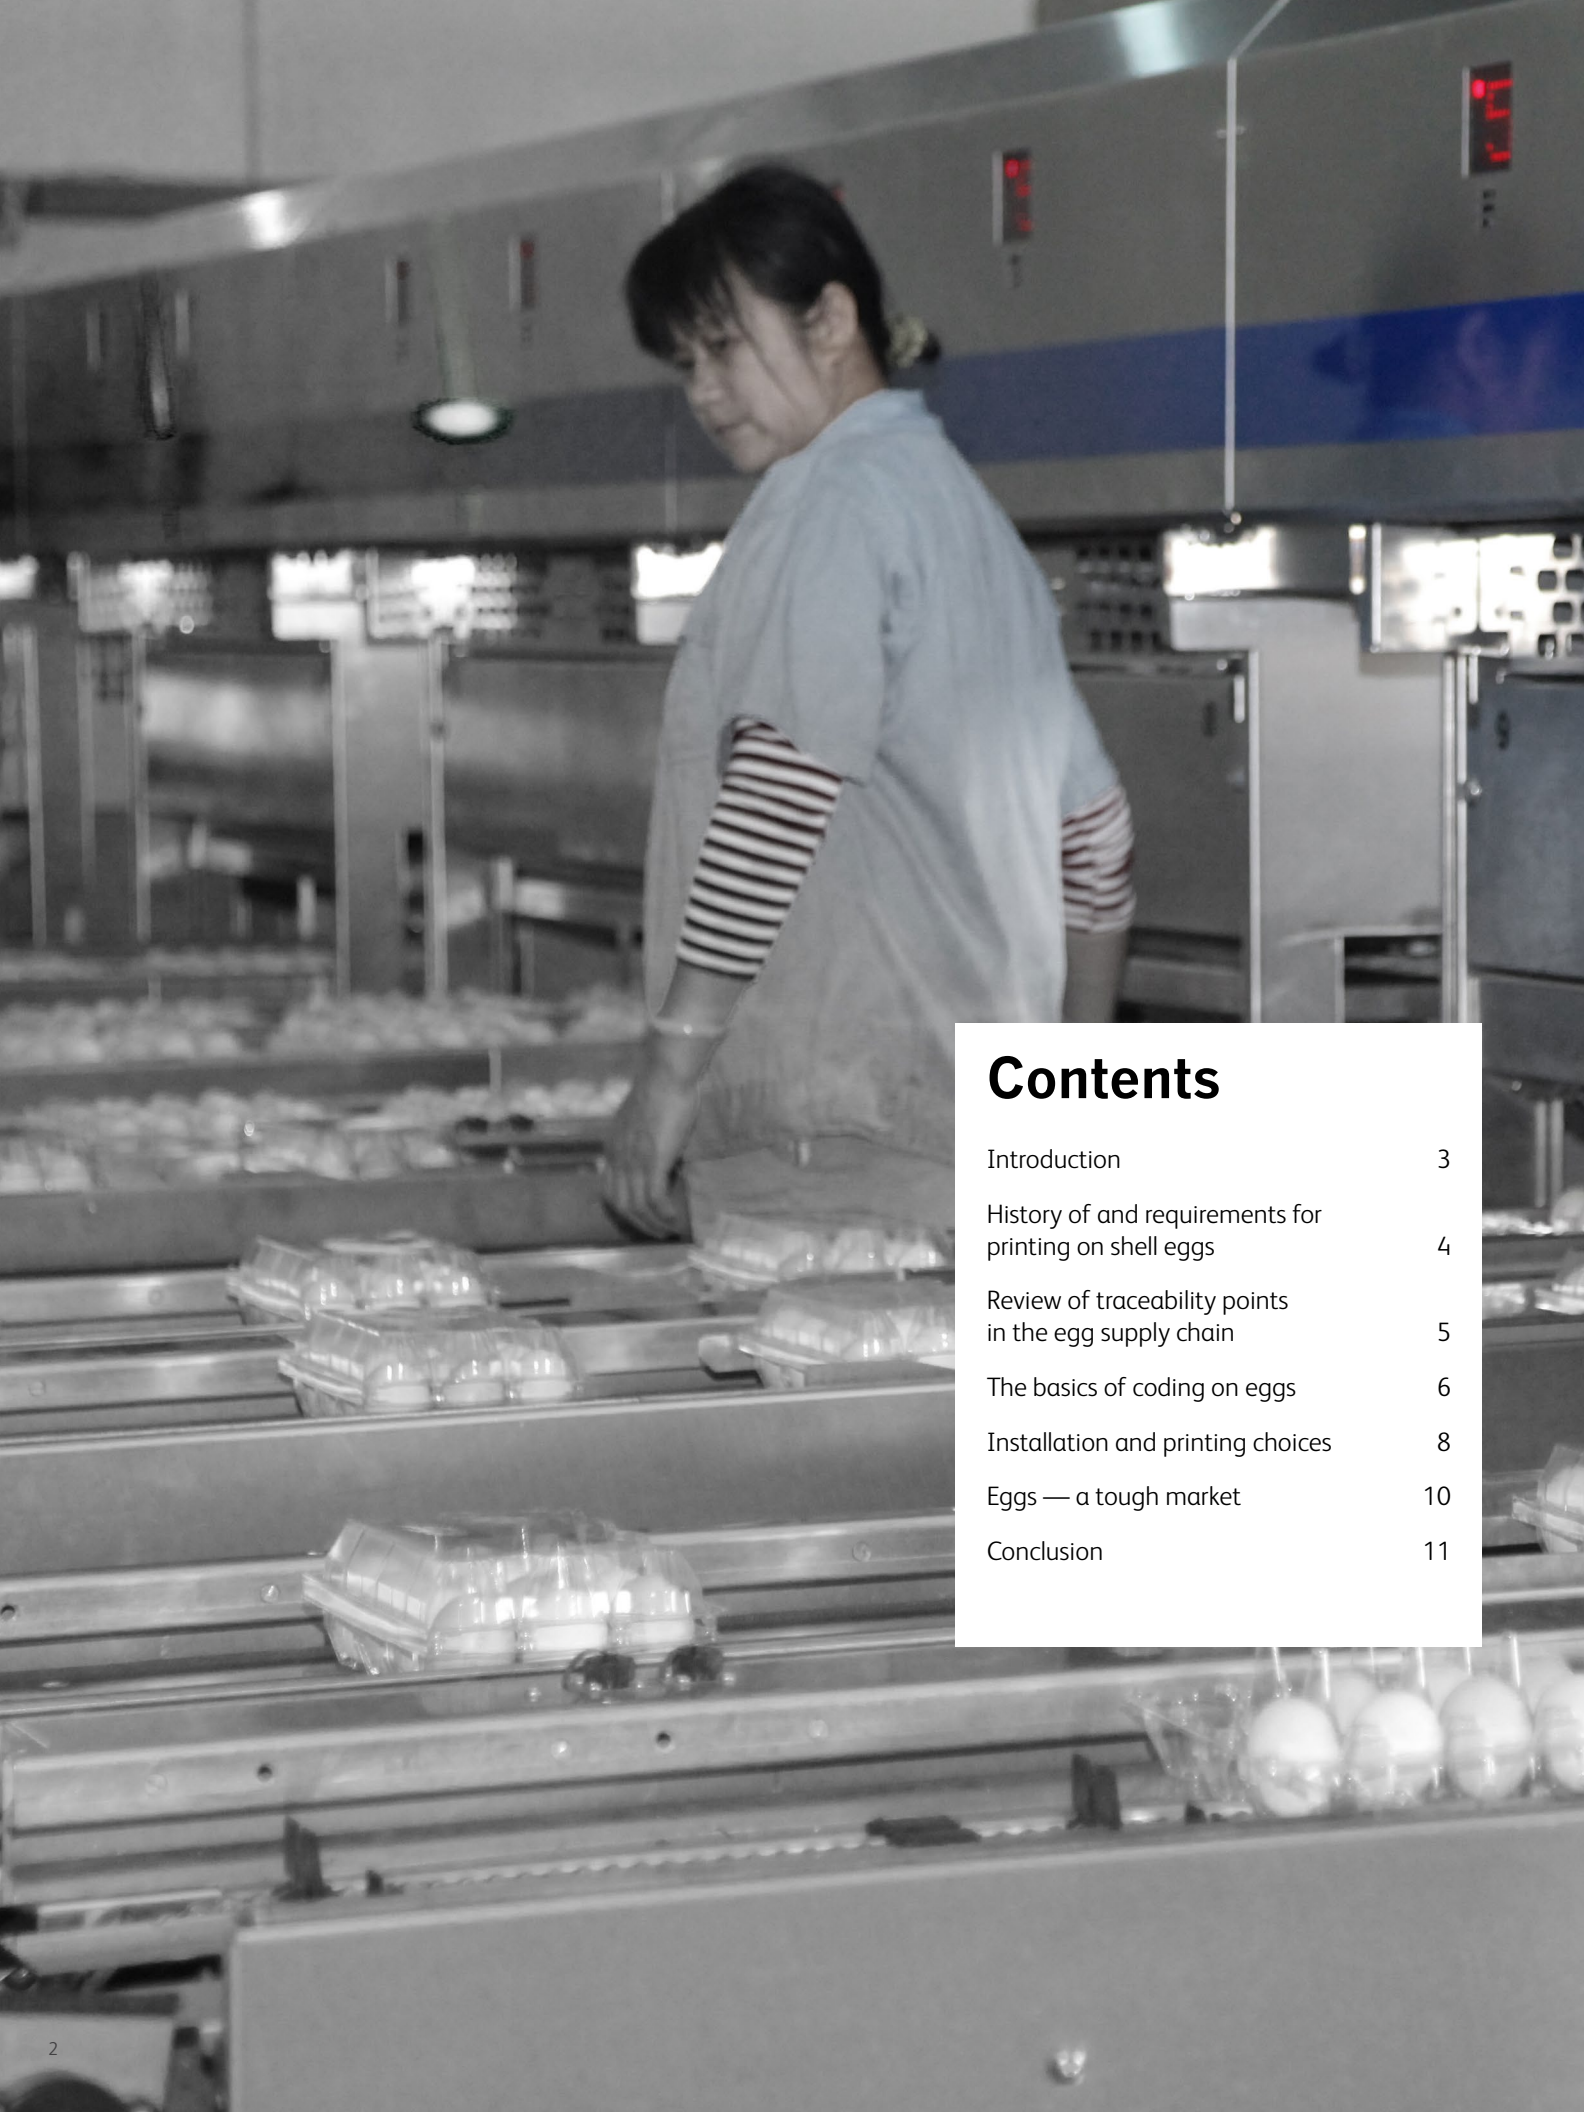 Contents
Introduction 3
History of and requirements for
printing on shell eggs 4
Review of traceability points
in the egg supply chain 5
The basics of coding on eggs 6
Installation and printing choices 8
Eggs — a tough market 10
Conclusion 11
2